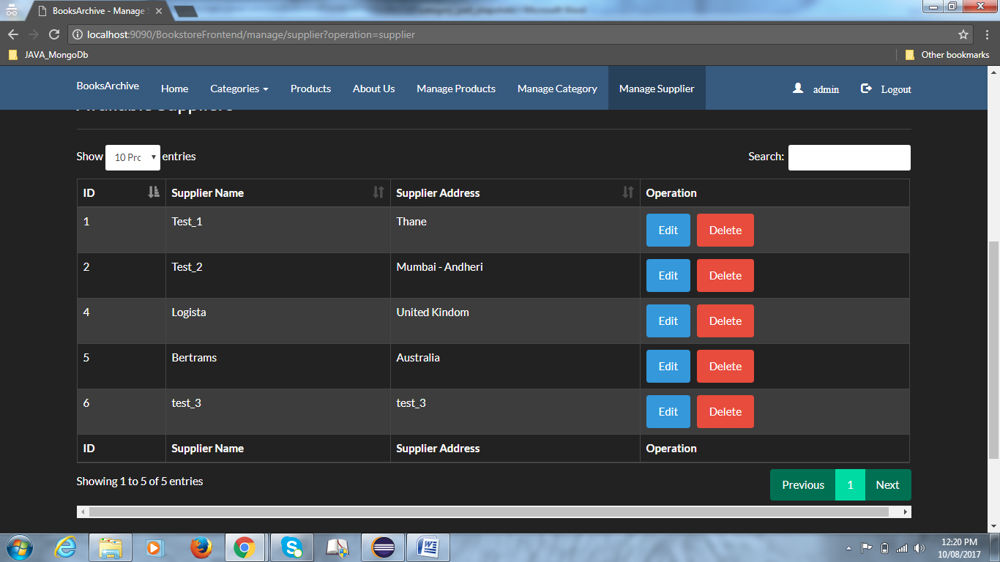 BooksArchive - Manage
localhost:9090/BookstoreFrontend/manage/supplier?operation=supplier
JAVA_MongoDb Other bookmarks
BooksArchive Home Categories Products About Us Manage Products Manage Category Manage Supplier admin Logout
Available Suppliers
Show 10 Prc entries Search:
ID Supplier Name Supplier Address Operation
1 Test_1 Thane Edit Delete
2 Test_2 Mumbai - Andheri Edit Delete
4 Logista United Kindom Edit Delete
5 Bertrams Australia Edit Delete
6 test_3 test_3 Edit Delete
ID Supplier Name Supplier Address Operation
Showing 1 to 5 of 5 entries Previous 1 Next
12:20 PM
10/08/2017